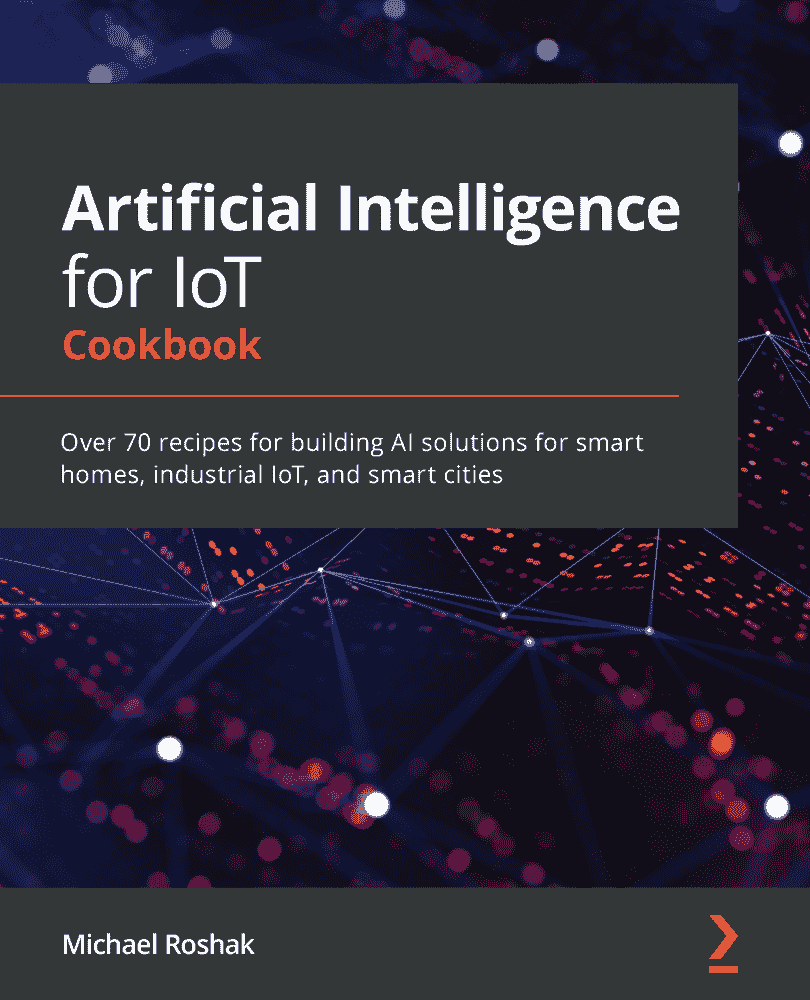 Artificial Intelligence
for IoT
Cookbook
Over 70 recipes for building AI solutions for smart
homes, industrial IoT, and smart cities
Michael Roshak